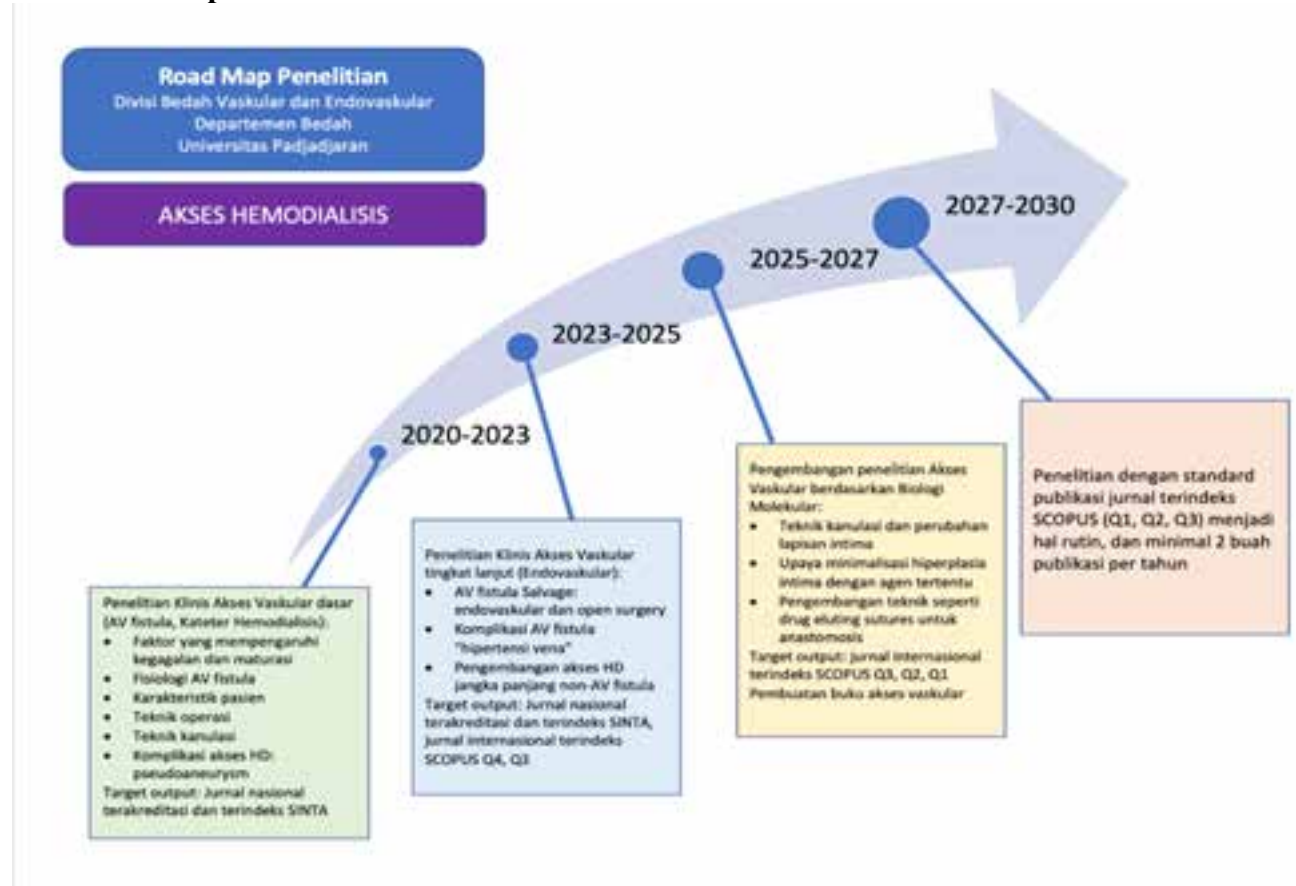 Road Map Penelitian
Divisi Bedah Vaskular dan Endovaskular
Departemen Bedah
Universitas Padjadjaran
AKSES HEMODIALISIS
2020-2023
2023-2025
2025-2027
2027-2030
Penelitian Klinis Akses Vaskular dasar
(AV fistula, Kateter Hemodialisis):
• Faktor yang mempengaruhi
kegagalan dan maturasi
• Fisiologi AV fistula
• Karakteristik pasien
• Teknik operasi
• Teknik kanulasi
• Komplikasi akses HD:
pseudoaneurysm
Target output: Jurnal nasional
terakreditasi dan terindeks SINTA
Penelitian Klinis Akses Vaskular
tingkat lanjut (Endovaskular):
• AV fistula Salvage:
endovaskular dan open surgery
• Komplikasi AV fistula
"hipertensi vena"
• Pengembangan akses HD
jangka panjang non-AV fistula
Target output: Jurnal nasional
terakreditasi dan terindeks SINTA,
jurnal internasional terindeks
SCOPUS Q4, Q3
Pengembangan penelitian Akses
Vaskular berdasarkan Biologi
Molekular:
• Teknik kanulasi dan perubahan
lapisan intima
• Upaya minimalisasi hiperplasia
intima dengan agen tertentu
• Pengembangan teknik seperti
drug eluting sutures untuk
anastomosis
Target output: jurnal internasional
terindeks SCOPUS Q3, Q2, Q1
Pembuatan buku akses vaskular
Penelitian dengan standard
publikasi jurnal terindeks
SCOPUS (Q1, Q2, Q3) menjadi
hal rutin, dan minimal 2 buah
publikasi per tahun